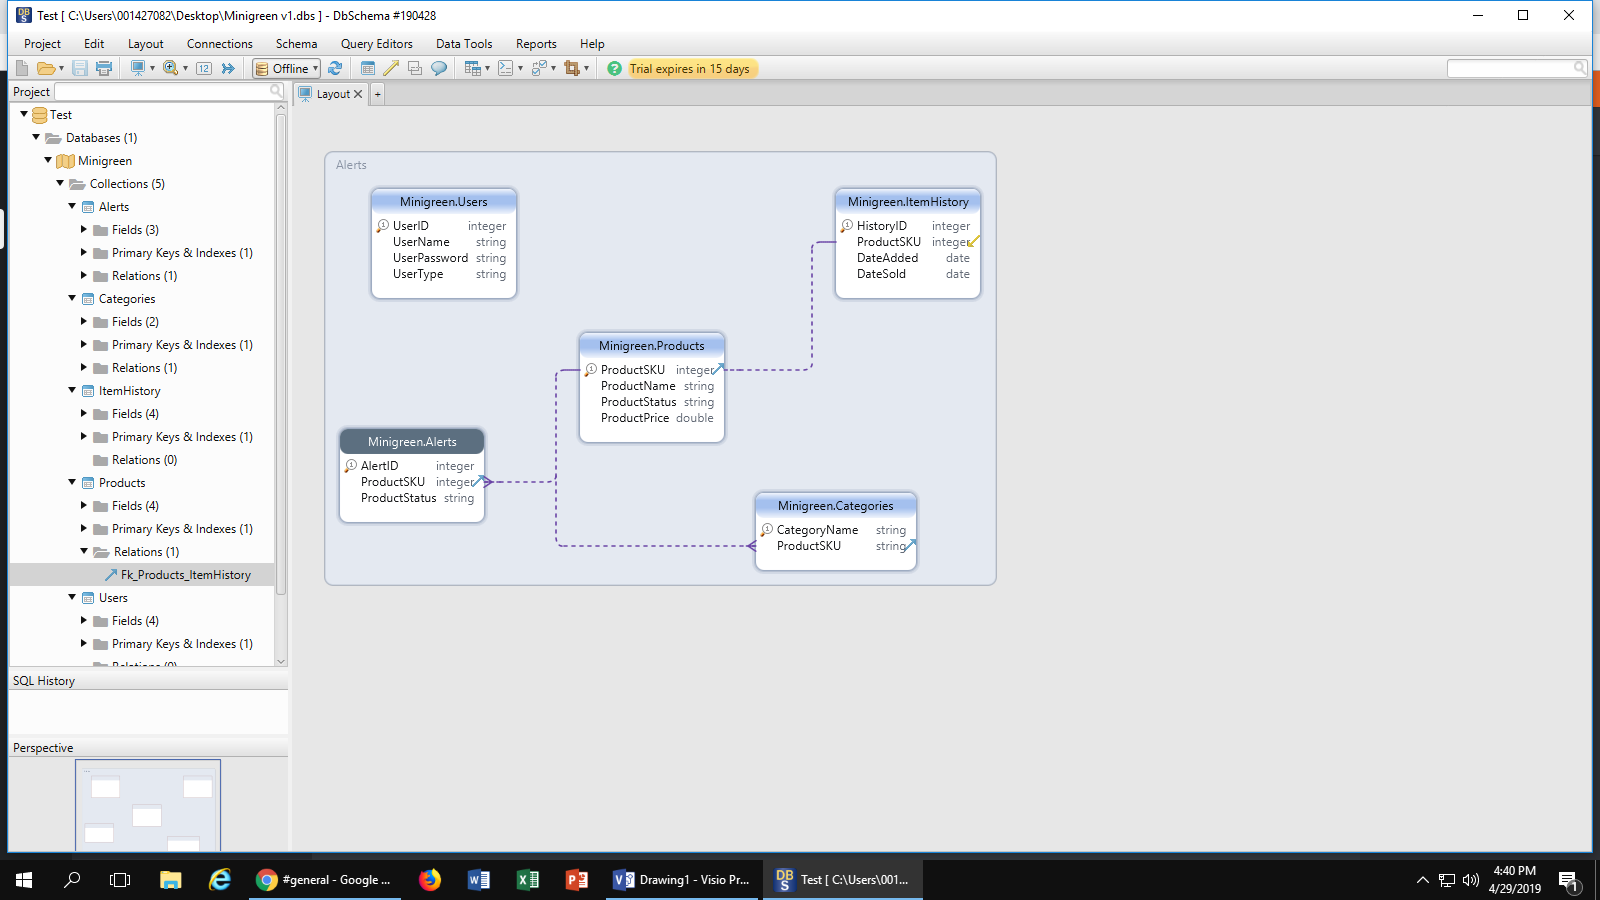 Test [ C:\Users\001427082\Desktop\Minigreen v1.dbs ] - DbSchema #190428
Project Edit Layout Connections Schema Query Editors Data Tools Reports Help
12 Offline Trial expires in 15 days
Project
Layout +
Test
Databases (1)
Minigreen
Collections (5)
Alerts
Fields (3)
Primary Keys & Indexes (1)
Relations (1)
Categories
Fields (2)
Primary Keys & Indexes (1)
Relations (1)
ItemHistory
Fields (4)
Primary Keys & Indexes (1)
Relations (0)
Products
Fields (4)
Primary Keys & Indexes (1)
Relations (1)
Fk_Products_ItemHistory
Users
Fields (4)
Primary Keys & Indexes (1)
Relations (0)
SQL History
Perspective
Alerts
Minigreen.Users
UserID integer
UserName string
UserPassword string
UserType string
Minigreen.ItemHistory
HistoryID integer
ProductSKU integer
DateAdded date
DateSold date
Minigreen.Products
ProductSKU integer
ProductName string
ProductStatus string
ProductPrice double
Minigreen.Alerts
AlertID integer
ProductSKU integer
ProductStatus string
Minigreen.Categories
CategoryName string
ProductSKU string
#general - Google ...
Drawing1 - Visio Pr...
Test [ C:\Users\001...
4:40 PM
4/29/2019
1